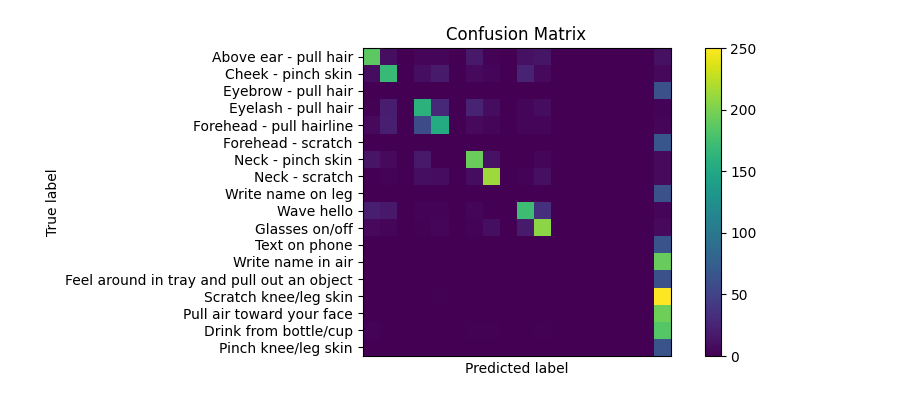 Confusion Matrix
Above ear - pull hair
Cheek - pinch skin
Eyebrow - pull hair
Eyelash - pull hair
Forehead - pull hairline
Forehead - scratch
Neck - pinch skin
Neck - scratch
Write name on leg
Wave hello
Glasses on/off
Text on phone
Write name in air
Feel around in tray and pull out an object
Scratch knee/leg skin
Pull air toward your face
Drink from bottle/cup
Pinch knee/leg skin
True label
Predicted label
250
200
150
100
50
0